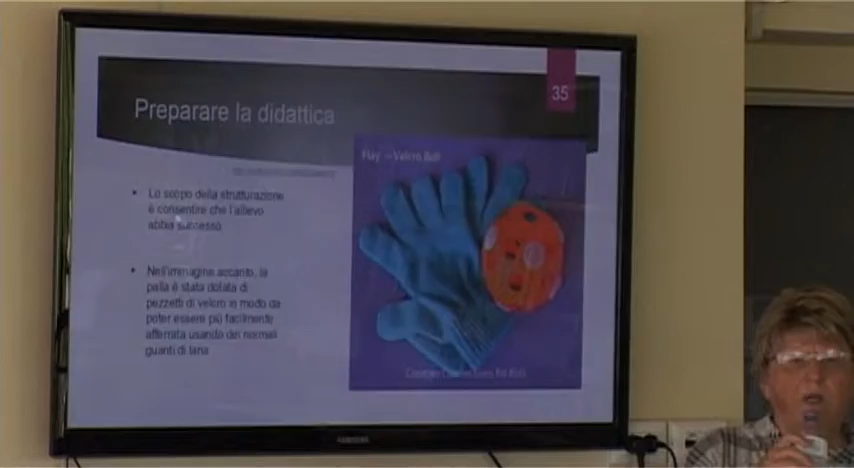 35
Preparare la didattica
Play - Velcro Ball
• Lo scopo della strutturazione
è consentire che l'allievo
abbia successo
• Nell'immagine accanto, la
palla è stata dotata di
pezzetti di velcro in modo da
poter essere più facilmente
afferrata usando dei normali
guanti di lana
for Kids
SAMSUNG